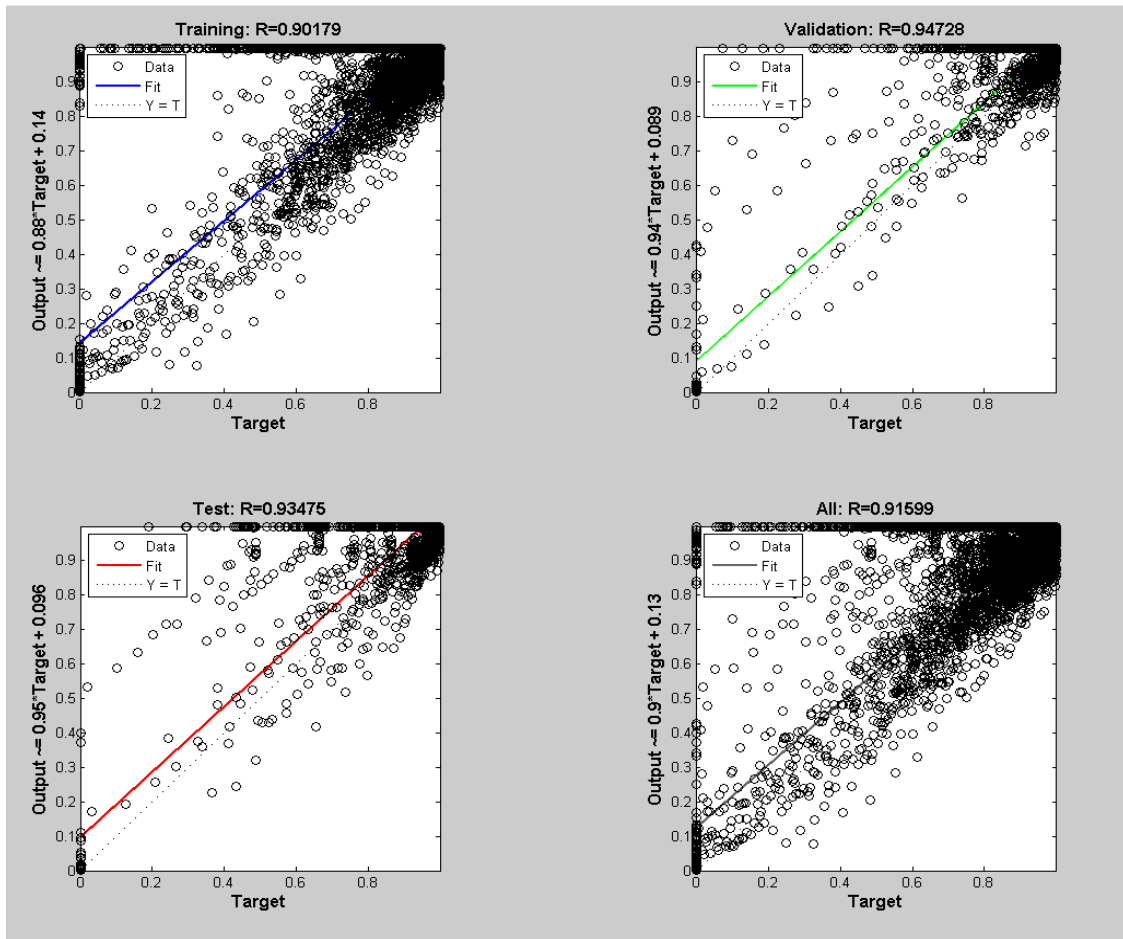 Training: R=0.90179
Output ~= 0.88*Target + 0.14
0.9
0.8
0.7
0.6
0.5
0.4
0.3
0.2
0.1
0
Data
Fit
Y = T
0 0.2 0.4 0.6 0.8
Target
Validation: R=0.94728
Output ~= 0.94*Target + 0.089
0.9
0.8
0.7
0.6
0.5
0.4
0.3
0.2
0.1
0
Data
Fit
Y = T
0 0.2 0.4 0.6 0.8
Target
Test: R=0.93475
Output ~= 0.95*Target + 0.096
0.9
0.8
0.7
0.6
0.5
0.4
0.3
0.2
0.1
0
Data
Fit
Y = T
0 0.2 0.4 0.6 0.8
Target
All: R=0.91599
Output ~= 0.9*Target + 0.13
0.9
0.8
0.7
0.6
0.5
0.4
0.3
0.2
0.1
0
Data
Fit
Y = T
0 0.2 0.4 0.6 0.8
Target